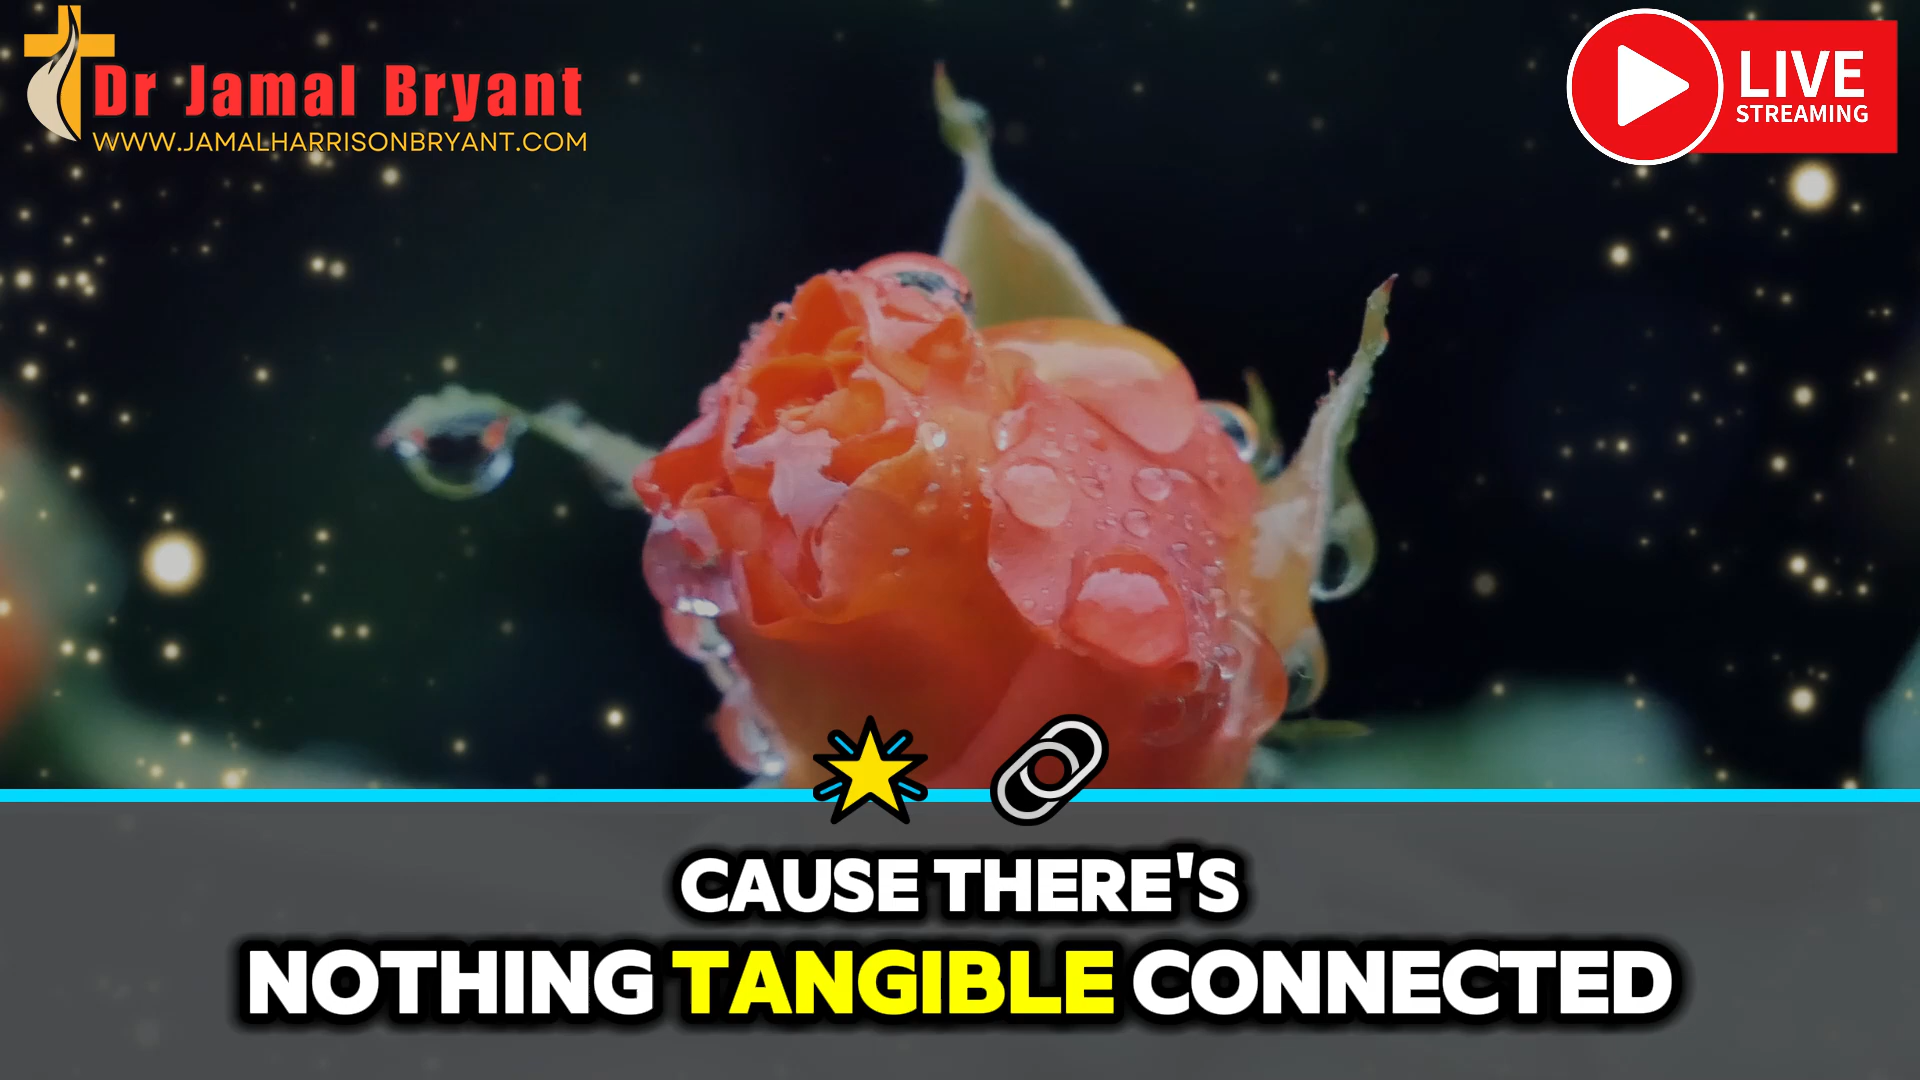 Dr Jamal Bryant
WWW.JAMALHARRISONBRYANT.COM
LIVE
STREAMING
CAUSE THERE'S
NOTHING TANGIBLE CONNECTED